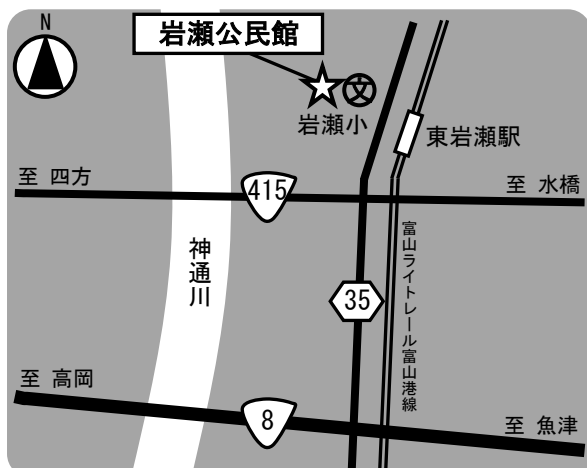 N
岩瀬公民館
文
岩瀬小
東岩瀬駅
至 四方
415
至 水橋
神通川
富山ライトレール富山港線
35
至 高岡
8
至 魚津